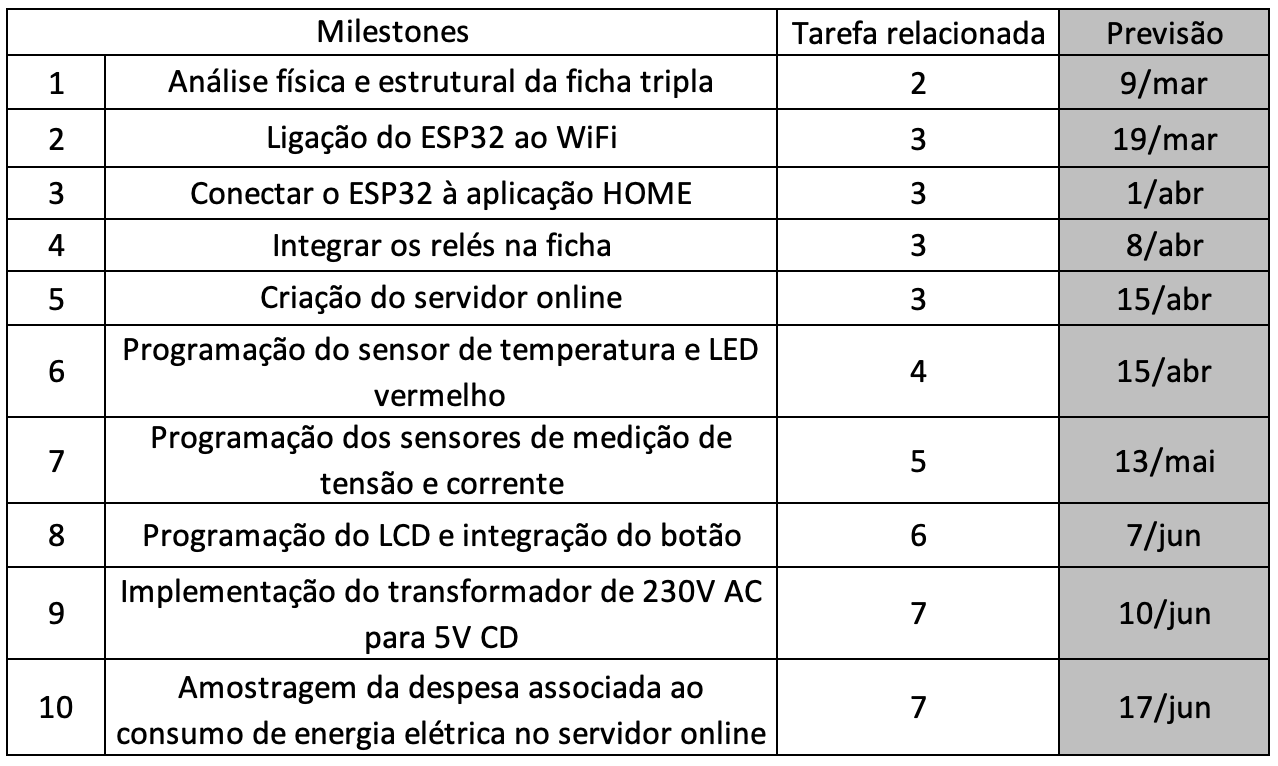 Milestones Tarefa relacionada Previsão
1 Análise física e estrutural da ficha tripla 2 9/mar
2 Ligação do ESP32 ao WiFi 3 19/mar
3 Conectar o ESP32 à aplicação HOME 3 1/abr
4 Integrar os relés na ficha 3 8/abr
5 Criação do servidor online 3 15/abr
6 Programação do sensor de temperatura e LED
vermelho 4 15/abr
7 Programação dos sensores de medição de
tensão e corrente 5 13/mai
8 Programação do LCD e integração do botão 6 7/jun
9 Implementação do transformador de 230V AC
para 5V CD 7 10/jun
10 Amostragem da despesa associada ao
consumo de energia elétrica no servidor online 7 17/jun